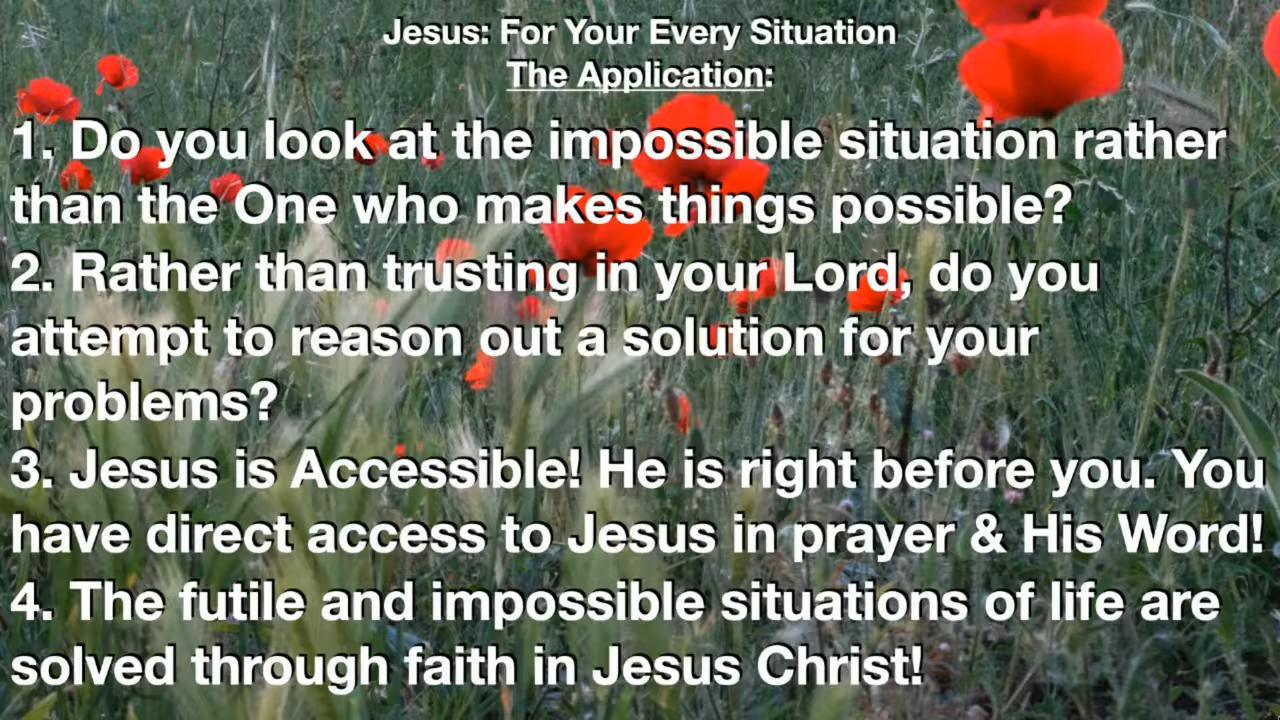 Jesus: For Your Every Situation
The Application:
1. Do you look at the impossible situation rather
than the One who makes things possible?
2. Rather than trusting in your Lord, do you
attempt to reason out a solution for your
problems?
3. Jesus is Accessible! He is right before you. You
have direct access to Jesus in prayer & His Word!
4. The futile and impossible situations of life are
solved through faith in Jesus Christ!